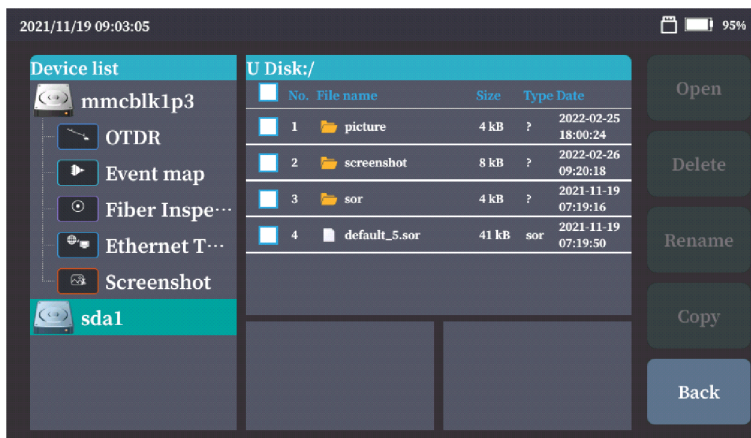 2021/11/19 09:03:05
95%
Device list
mmcblk1p3
OTDR
Event map
Fiber Inspe···
Ethernet T···
Screenshot
sda1
U Disk:/
No. File name Size Type Date
1 picture 4 kB ? 2022-02-25 18:00:24
2 screenshot 8 kB ? 2022-02-26 09:20:18
3 sor 4 kB ? 2021-11-19 07:19:16
4 default_5.sor 41 kB sor 2021-11-19 07:19:50
Open
Delete
Rename
Copy
Back